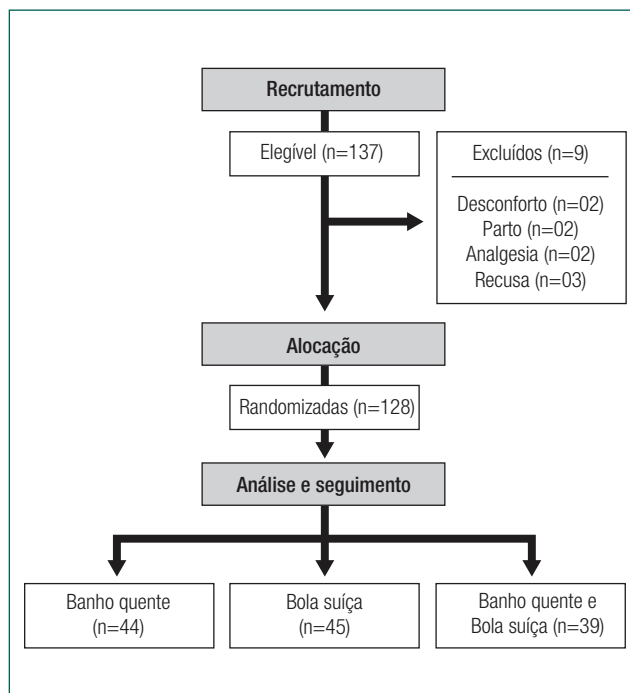 Recrutamento
Elegível (n=137)
Excluídos (n=9)
Desconforto (n=02)
Parto (n=02)
Analgesia (n=02)
Recusa (n=03)
Alocação
Randomizadas (n=128)
Análise e seguimento
Banho quente
(n=44)
Bola suíça
(n=45)
Banho quente e
Bola suíça (n=39)